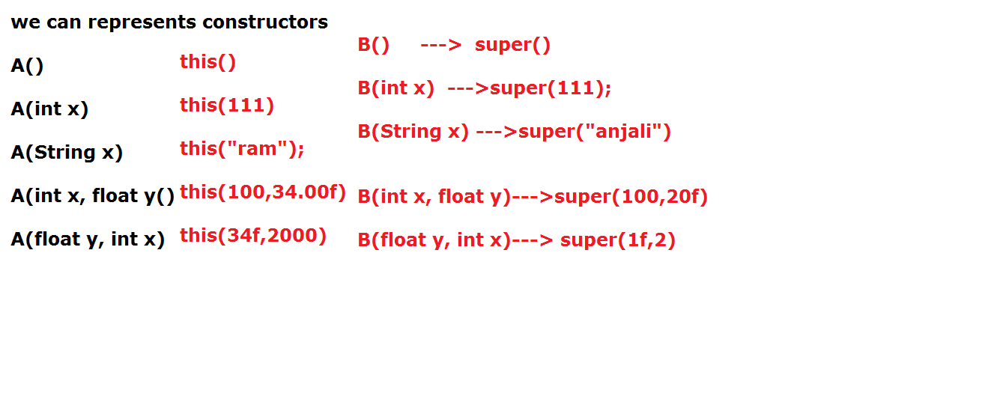 we can represents constructors
A() this() B() ---> super()
A(int x) this(111) B(int x) --->super(111);
A(String x) this("ram"); B(String x) --->super("anjali")
A(int x, float y() this(100,34.00f) B(int x, float y)--->super(100,20f)
A(float y, int x) this(34f,2000) B(float y, int x)---> super(1f,2)